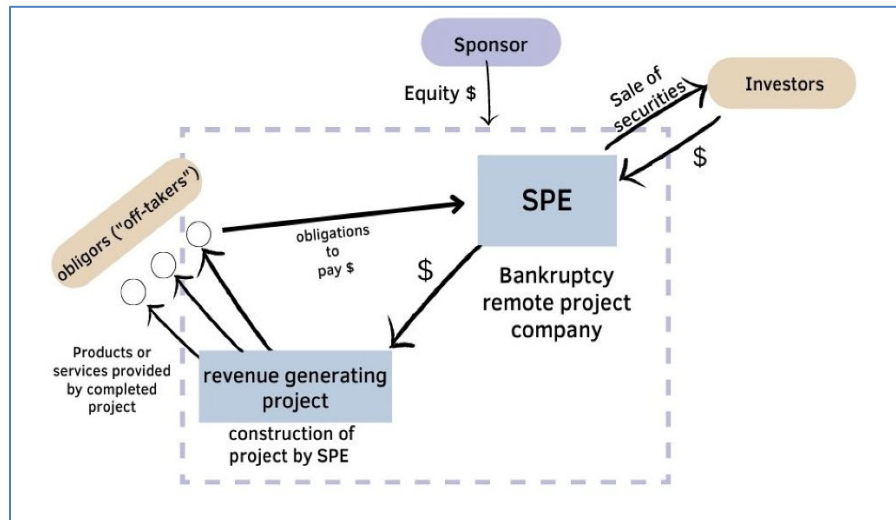 Sponsor
Equity $
Sale of
securities
Investors
$
SPE
Bankruptcy
remote project
company
obligors ("off-takers")
obligations
to
pay $
$
Products or
services provided
by completed
project
revenue generating
project
construction of
project by SPE